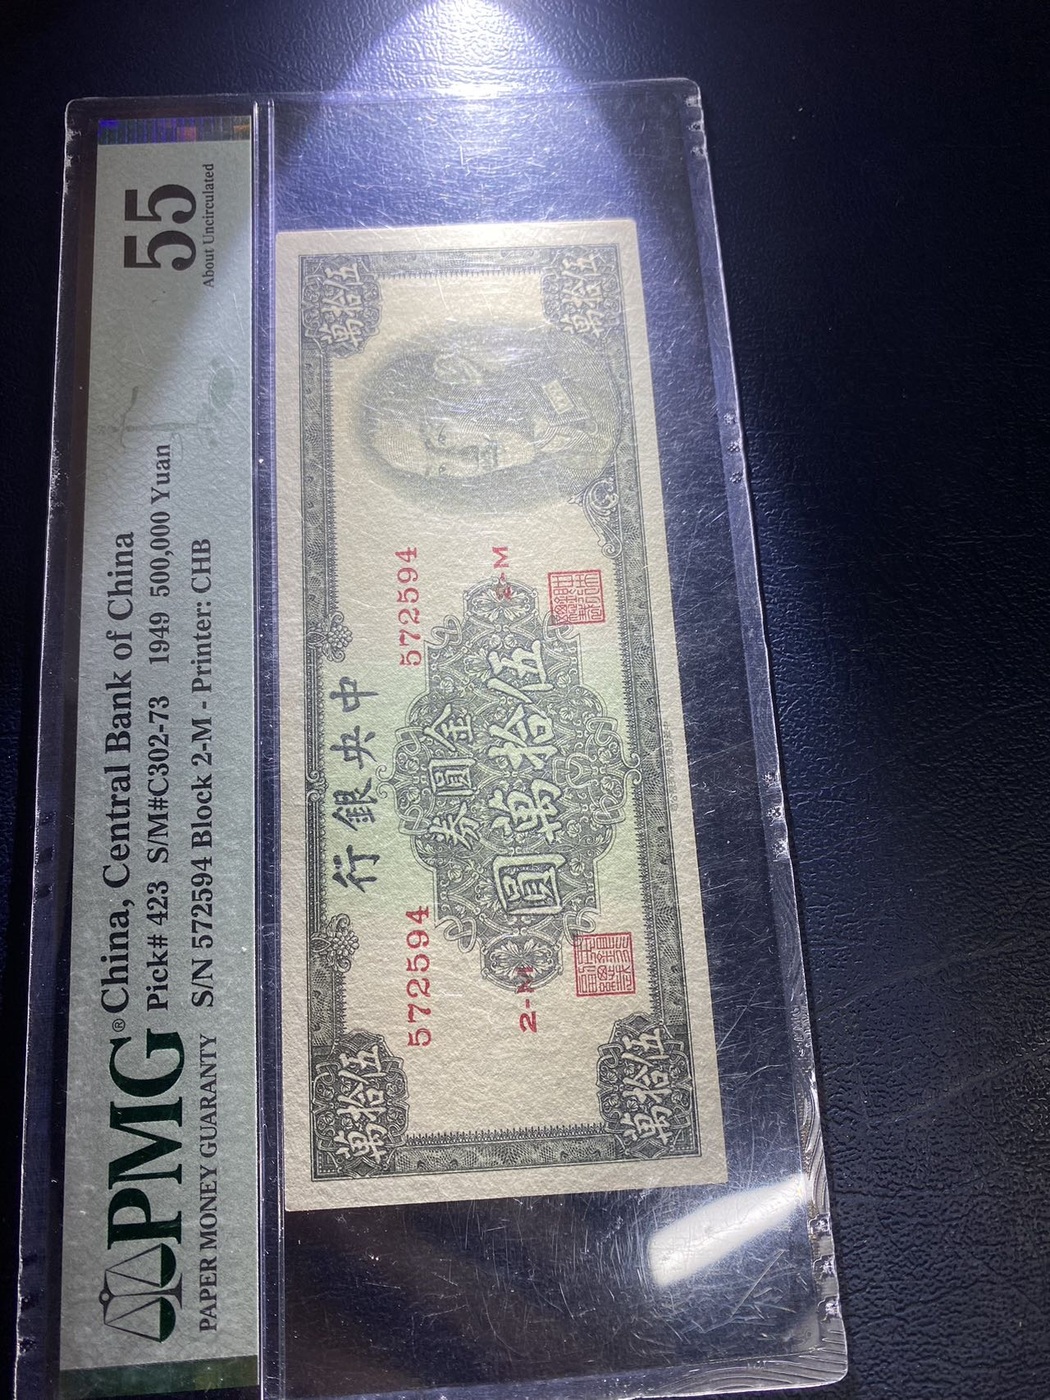 PMG®
PAPER MONEY GUARANTY
China, Central Bank of China
Pick# 423 S/M#C302-73 1949 500,000 Yuan
S/N 572594 Block 2-M - Printer: CHB
55
About Uncirculated
伍拾萬
伍拾萬
中央銀行
572594
572594
金圓券
伍拾萬圓
2-M
2-M
伍拾萬
伍拾萬